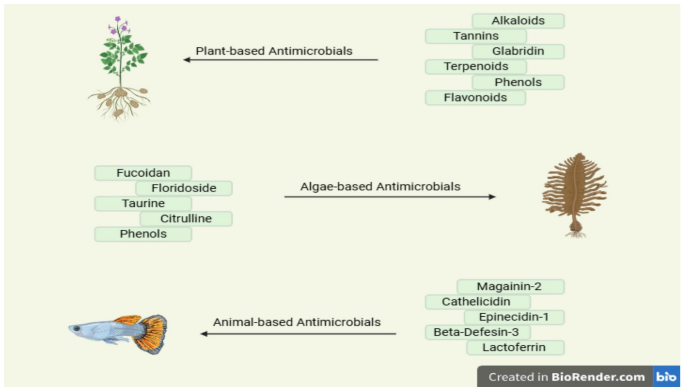 Alkaloids
Tannins
Plant-based Antimicrobials
Glabridin
Terpenoids
Phenols
Flavonoids
Fucoidan
Floridoside
Algae-based Antimicrobials
Taurine
Citrulline
Phenols
Magainin-2
Cathelicidin
Animal-based Antimicrobials
Epinecidin-1
Beta-Defesin-3
Lactoferrin
Created in BioRender.com bio